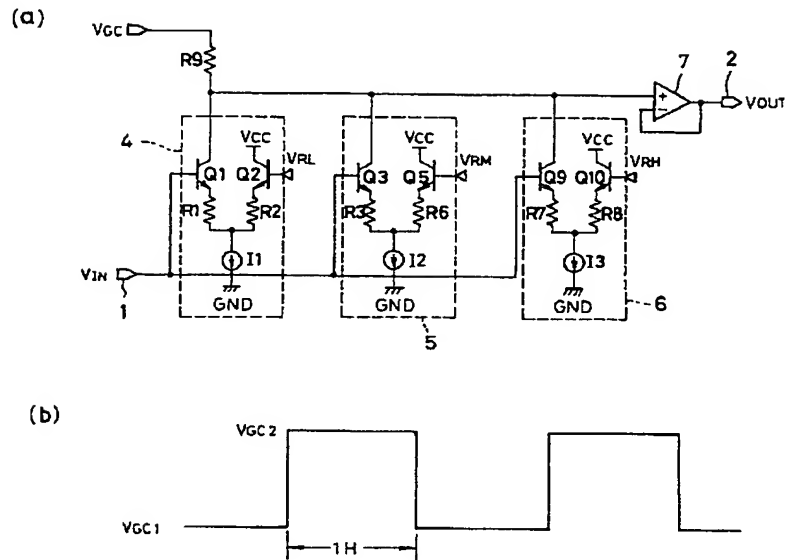 (a)
VGC
R9
7
2
VOUT
4
VCC
VRL
Q1
Q2
R1
R2
I1
GND
VCC
VRM
Q3
Q5
R3
R6
I2
GND
5
VCC
VRH
Q9
Q10
R7
R8
I3
GND
6
VIN
1
(b)
VGC2
VGC1
1H